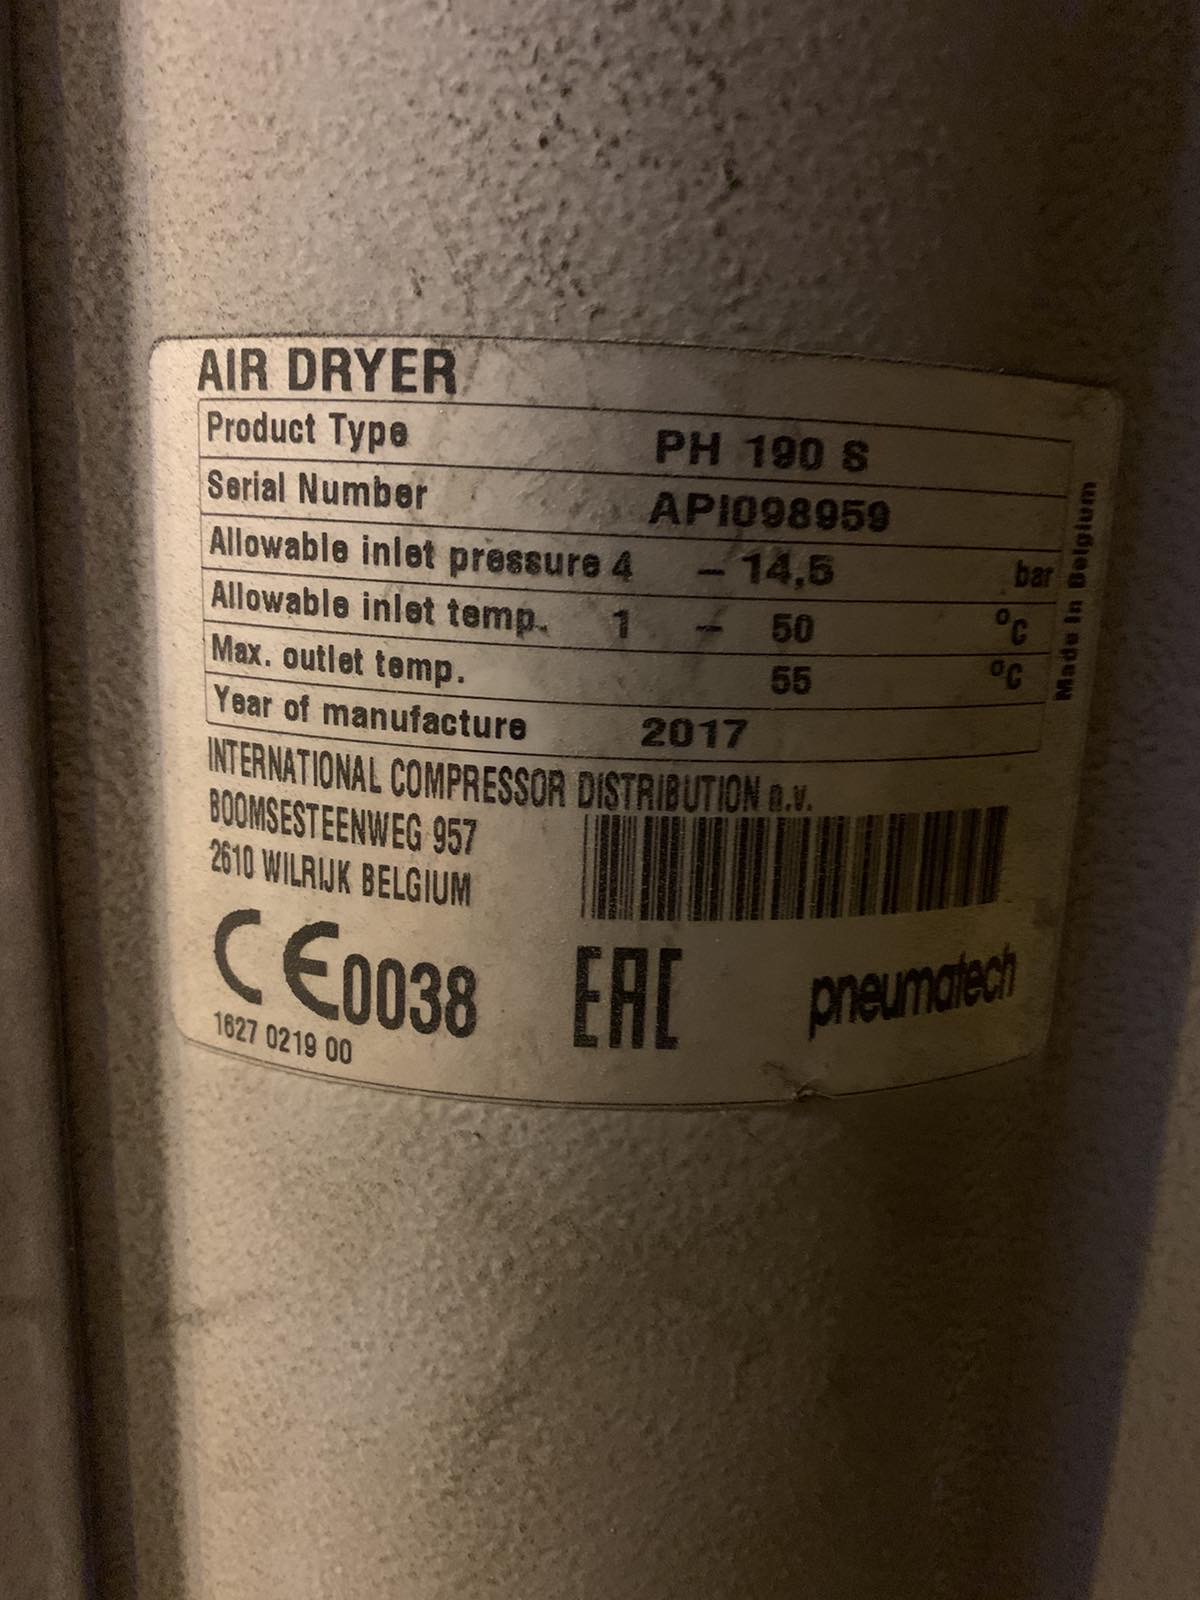 AIR DRYER
Product Type PH 190 S
Serial Number API098959
Allowable inlet pressure 4 – 14,5 bar
Allowable inlet temp. 1 – 50 °C
Max. outlet temp. 55 °C
Year of manufacture 2017
Made in Belgium
INTERNATIONAL COMPRESSOR DISTRIBUTION n.v.
BOOMSESTEENWEG 957
2610 WILRIJK BELGIUM
CE0038 EAC pneumatech
1627 0219 00